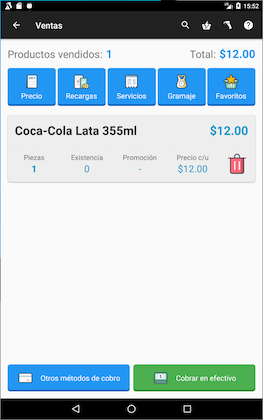 15:52
Ventas
Productos vendidos: 1 Total: $12.00
Precio Recargas Servicios Gramaje Favoritos
Coca-Cola Lata 355ml $12.00
Piezas Existencia Promoción Precio c/u
1 0 - $12.00
Otros métodos de cobro Cobrar en efectivo